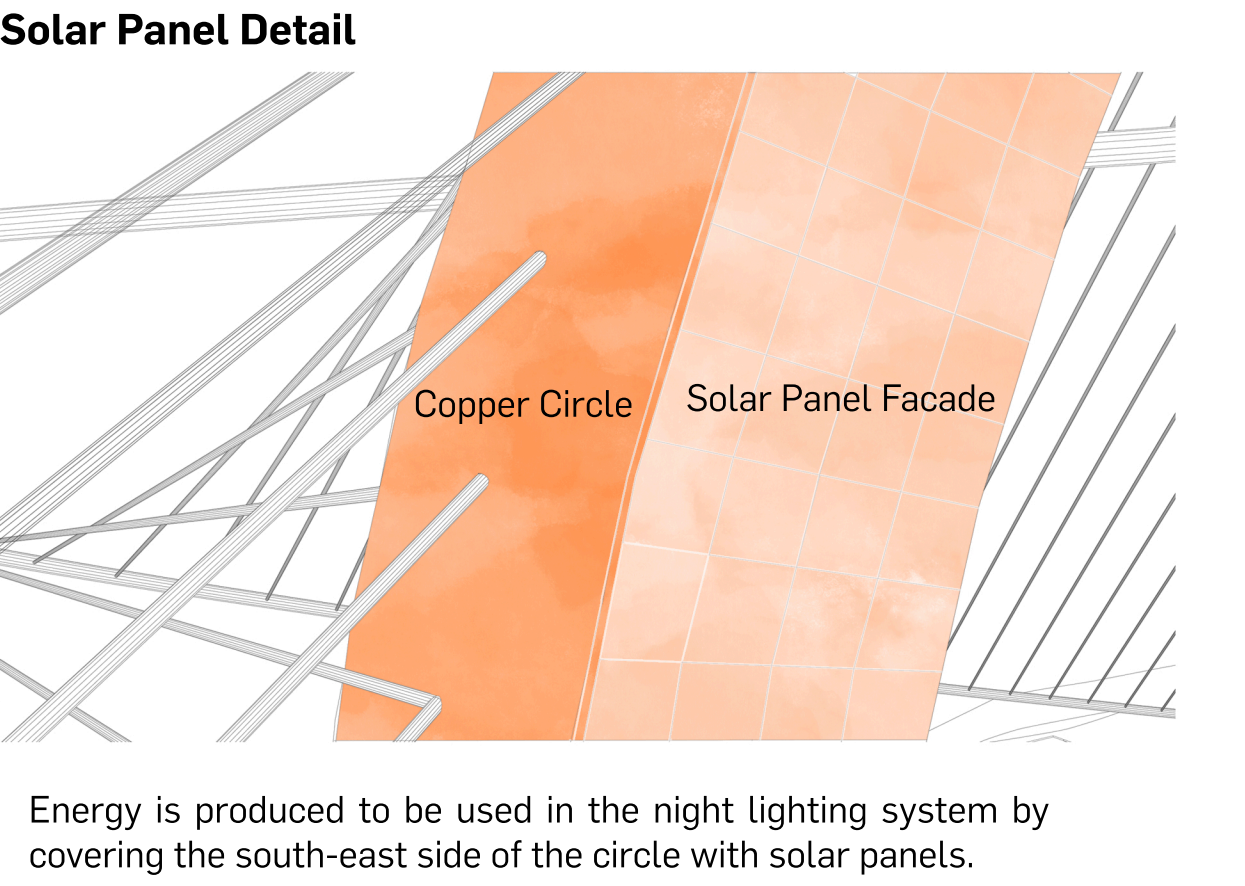 Solar Panel Detail
Copper Circle
Solar Panel Facade
Energy is produced to be used in the night lighting system by
covering the south-east side of the circle with solar panels.